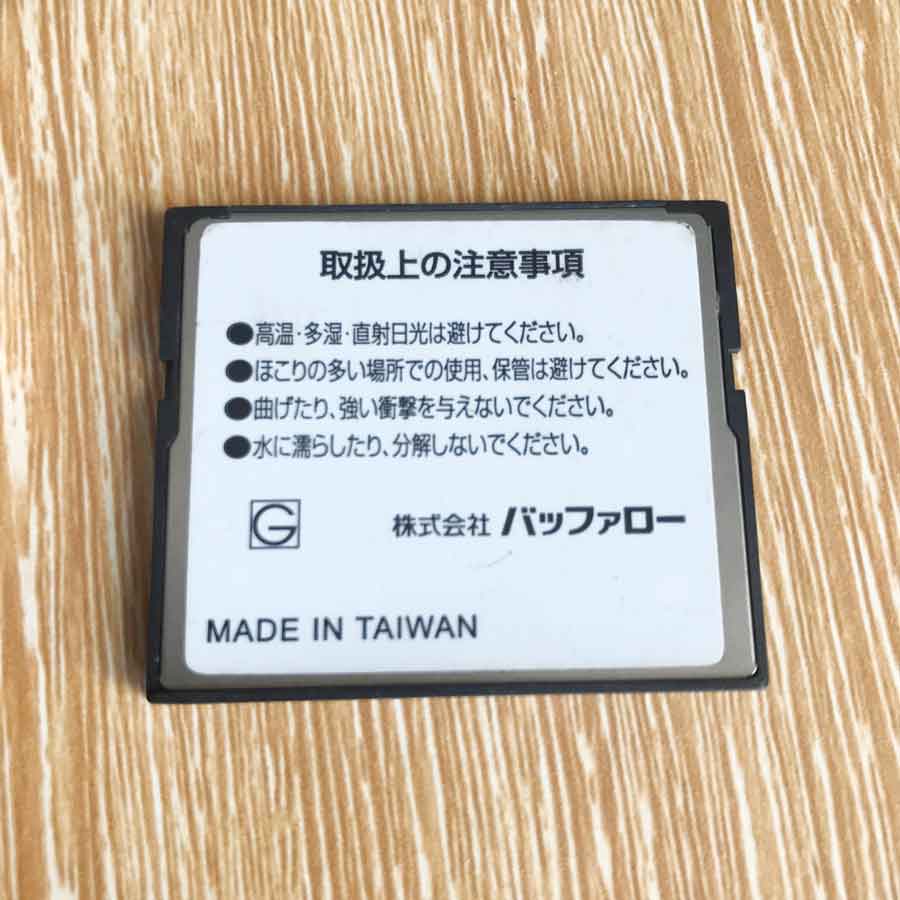 取扱上の注意事項
●高温・多湿・直射日光は避けてください。
●ほこりの多い場所での使用、保管は避けてください。
●曲げたり、強い衝撃を与えないでください。
●水に濡らしたり、分解しないでください。
G 株式会社 バッファロー
MADE IN TAIWAN